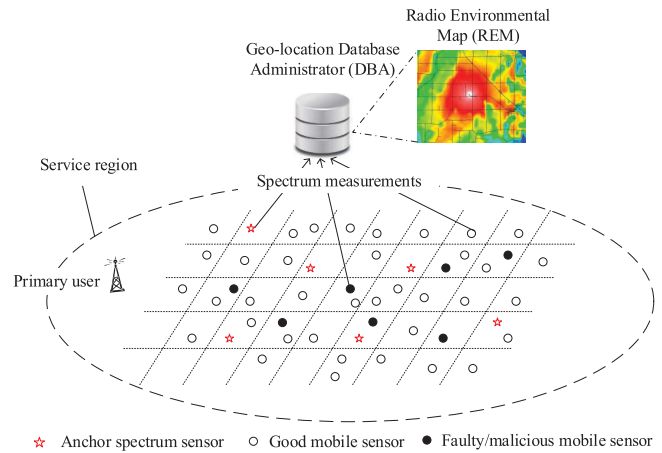 Radio Environmental
Map (REM)
Geo-location Database
Administrator (DBA)
Service region
Spectrum measurements
Primary user
Anchor spectrum sensor
Good mobile sensor
Faulty/malicious mobile sensor